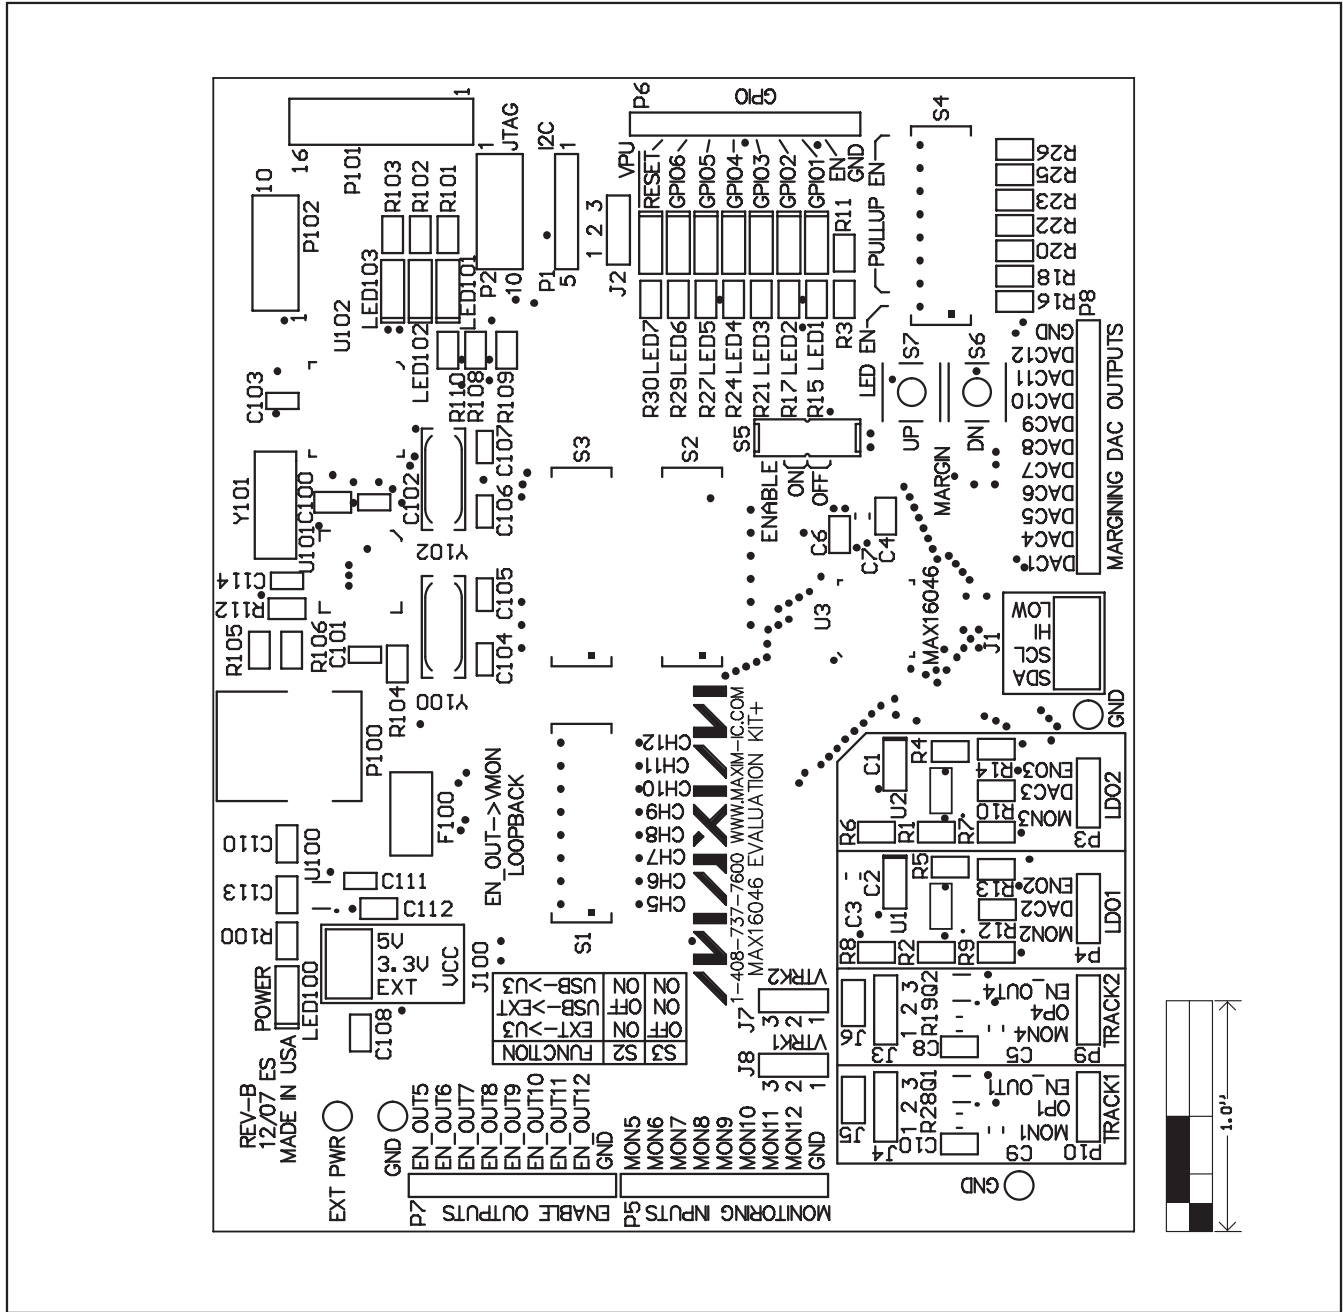 1
16
P101
10
P102
1
R103
R102
R101
LED103
LED102
LED101
U102
JTAG
1
P2
10
I2C
1
P1
5
VPU
1 2 3
J2
P6
GPIO
RESET
GPIO6
GPIO5
GPIO4
GPIO3
GPIO2
GPIO1
EN
GND
R11
PULLUP EN
S4
R26
R25
R23
R22
R20
R18
R16
P8
LED7
LED6
LED5
LED4
LED3
LED2
LED1
R3
R30
R29
R27
R24
R21
R17
R15
LED EN
S7
S6
UP
DN
MARGIN
GND
DAC12
DAC11
DAC10
DAC9
DAC8
DAC7
DAC6
DAC5
DAC4
DAC1
MARGINING DAC OUTPUTS
C103
R110
R108
R109
Y101
C100
C102
C107
C106
Y102
U101
C114
R112
R105
R106
C101
R104
C105
C104
Y100
S3
S2
S5
ENABLE
ON
OFF
C6
C7
C4
U3
MAX16046
J1
LOW
HI
SCL
SDA
GND
P100
F100
C110
U100
C113
C111
C112
R100
5V
3.3V
EXT
VCC
J100
POWER
LED100
C108
EN_OUT->VMON
LOOPBACK
S1
CH12
CH11
CH10
CH9
CH8
CH7
CH6
CH5
MAXIM
1-408-737-7600 WWW.MAXIM-IC.COM
MAX16046 EVALUATION KIT+
S3 S2 FUNCTION
OFF ON EXT->U3
ON OFF USB->EXT
ON ON USB->U3
VTRK2
J7
3 2 1
VTRK1
J8
3 2 1
C1
R4
R14
ENO3
U2
DAC3
R10
R6
R1
R7
MON3
P3
LDO2
C2
R5
R13
ENO2
C3
U1
DAC2
R12
R8
R2
R9
MON2
P4
LDO1
J6
J3
1 2 3
R19
Q2
C8
EN_OUT4
OP4
MON4
C5
P9
TRACK2
J5
J4
1 2 3
R28
Q1
C10
EN_OUT1
OP1
MON1
C9
P10
TRACK1
GND
REV-B
12/07 ES
MADE IN USA
EXT PWR
GND
EN_OUT5
EN_OUT6
EN_OUT7
EN_OUT8
EN_OUT9
EN_OUT10
EN_OUT11
EN_OUT12
GND
P7
ENABLE OUTPUTS
MON5
MON6
MON7
MON8
MON9
MON10
MON11
MON12
GND
P5
MONITORING INPUTS
1.0"